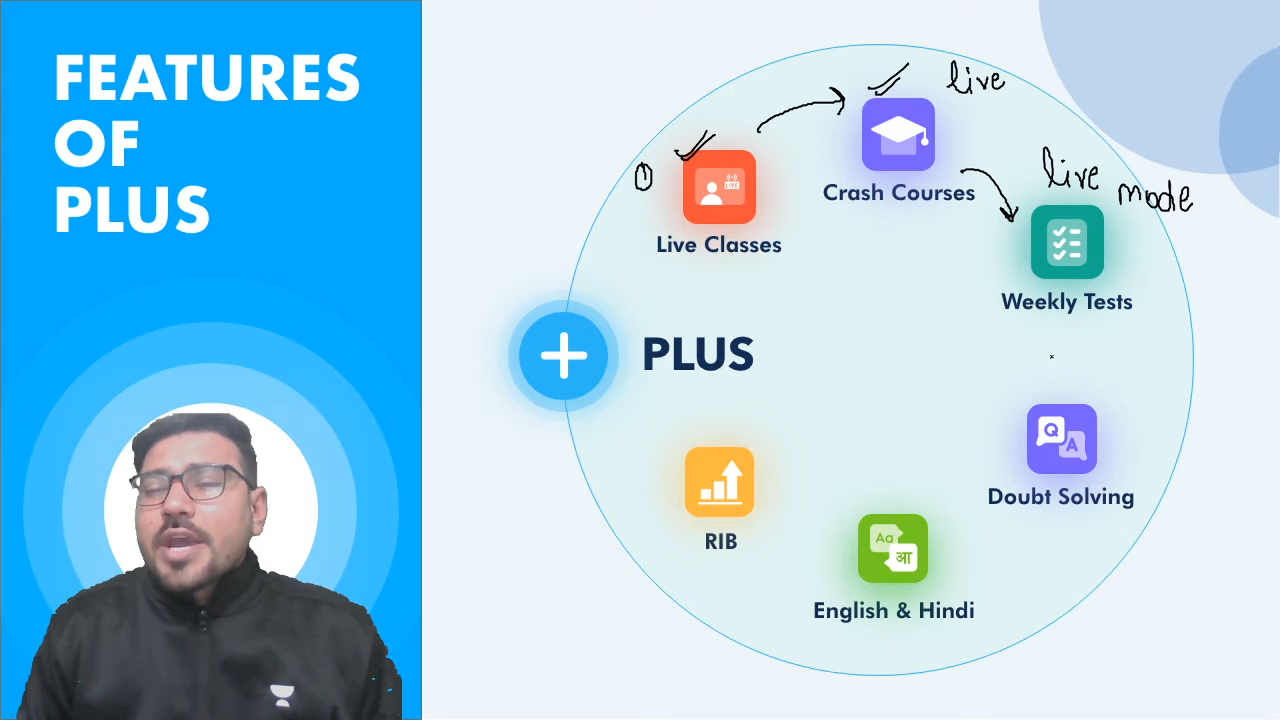 FEATURES
OF
PLUS
live
LIVE
Crash Courses
live mode
Live Classes
Weekly Tests
PLUS
Q
A
Doubt Solving
RIB
Aa
आ
English & Hindi